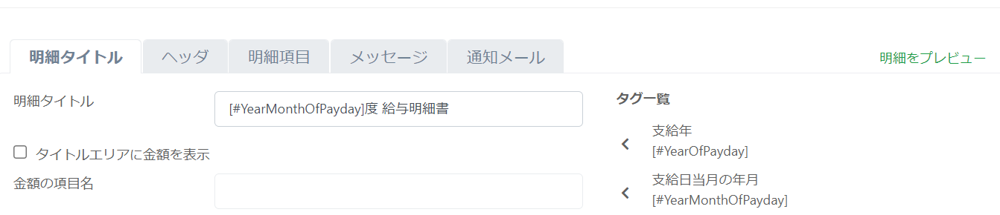 明細タイトル ヘッダ 明細項目 メッセージ 通知メール 明細をプレビュー
明細タイトル [#YearMonthOfPayday]度 給与明細書
タイトルエリアに金額を表示
金額の項目名
タグ一覧
支給年
[#YearOfPayday]
支給日当月の年月
[#YearMonthOfPayday]